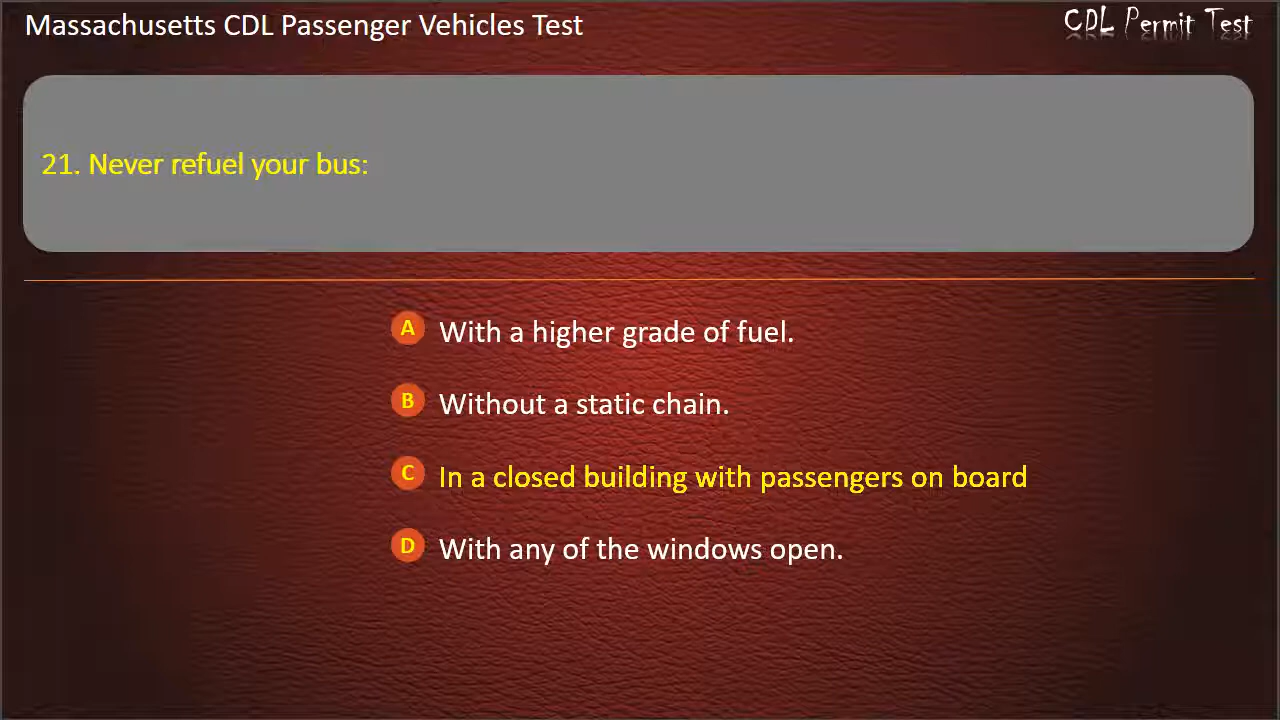 Massachusetts CDL Passenger Vehicles Test
CDL Permit Test
21. Never refuel your bus:
A With a higher grade of fuel.
B Without a static chain.
C In a closed building with passengers on board
D With any of the windows open.